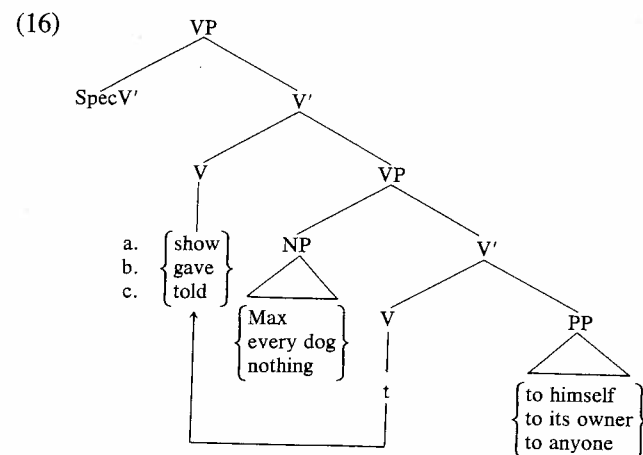 (16)
VP
SpecV' V'
V VP
a. show NP V'
b. gave
c. told V PP
Max
every dog
nothing t
to himself
to its owner
to anyone